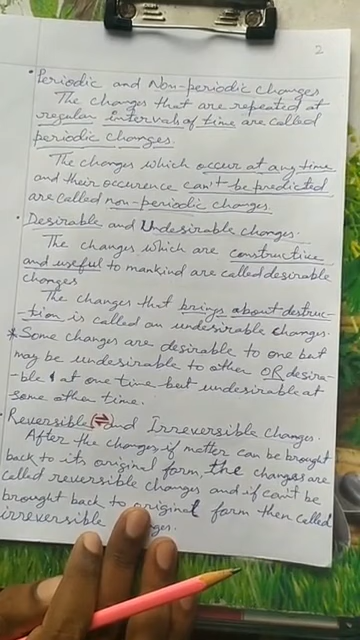 2
• Periodic and Non-periodic Changes
The changes that are repeated at
regular intervals of time are called
periodic changes.
The changes which occur at any time
and their occurence can't be predicted
are called non-periodic changes
• Desirable and Undesirable changes.
The changes which are constructive
and useful to mankind are called desirable
changes
The changes that brings about destruc-
tion is called an undesirable changes.
* Some changes are desirable to one but
may be undesirable to other OR desira-
-ble at one time but undesirable at
some other time.
• Reversible (⇌) and Irreversible Changes.
After the changes if matter can be brought
back to its original form, the changes are
called reversible changes and if can't be
brought back to original form then called
irreversible